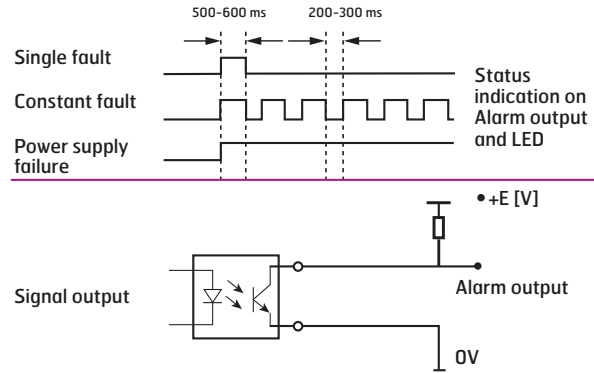 500-600 ms
200-300 ms
Single fault
Constant fault
Power supply
failure
Status
indication on
Alarm output
and LED
+E [V]
Signal output
Alarm output
0V